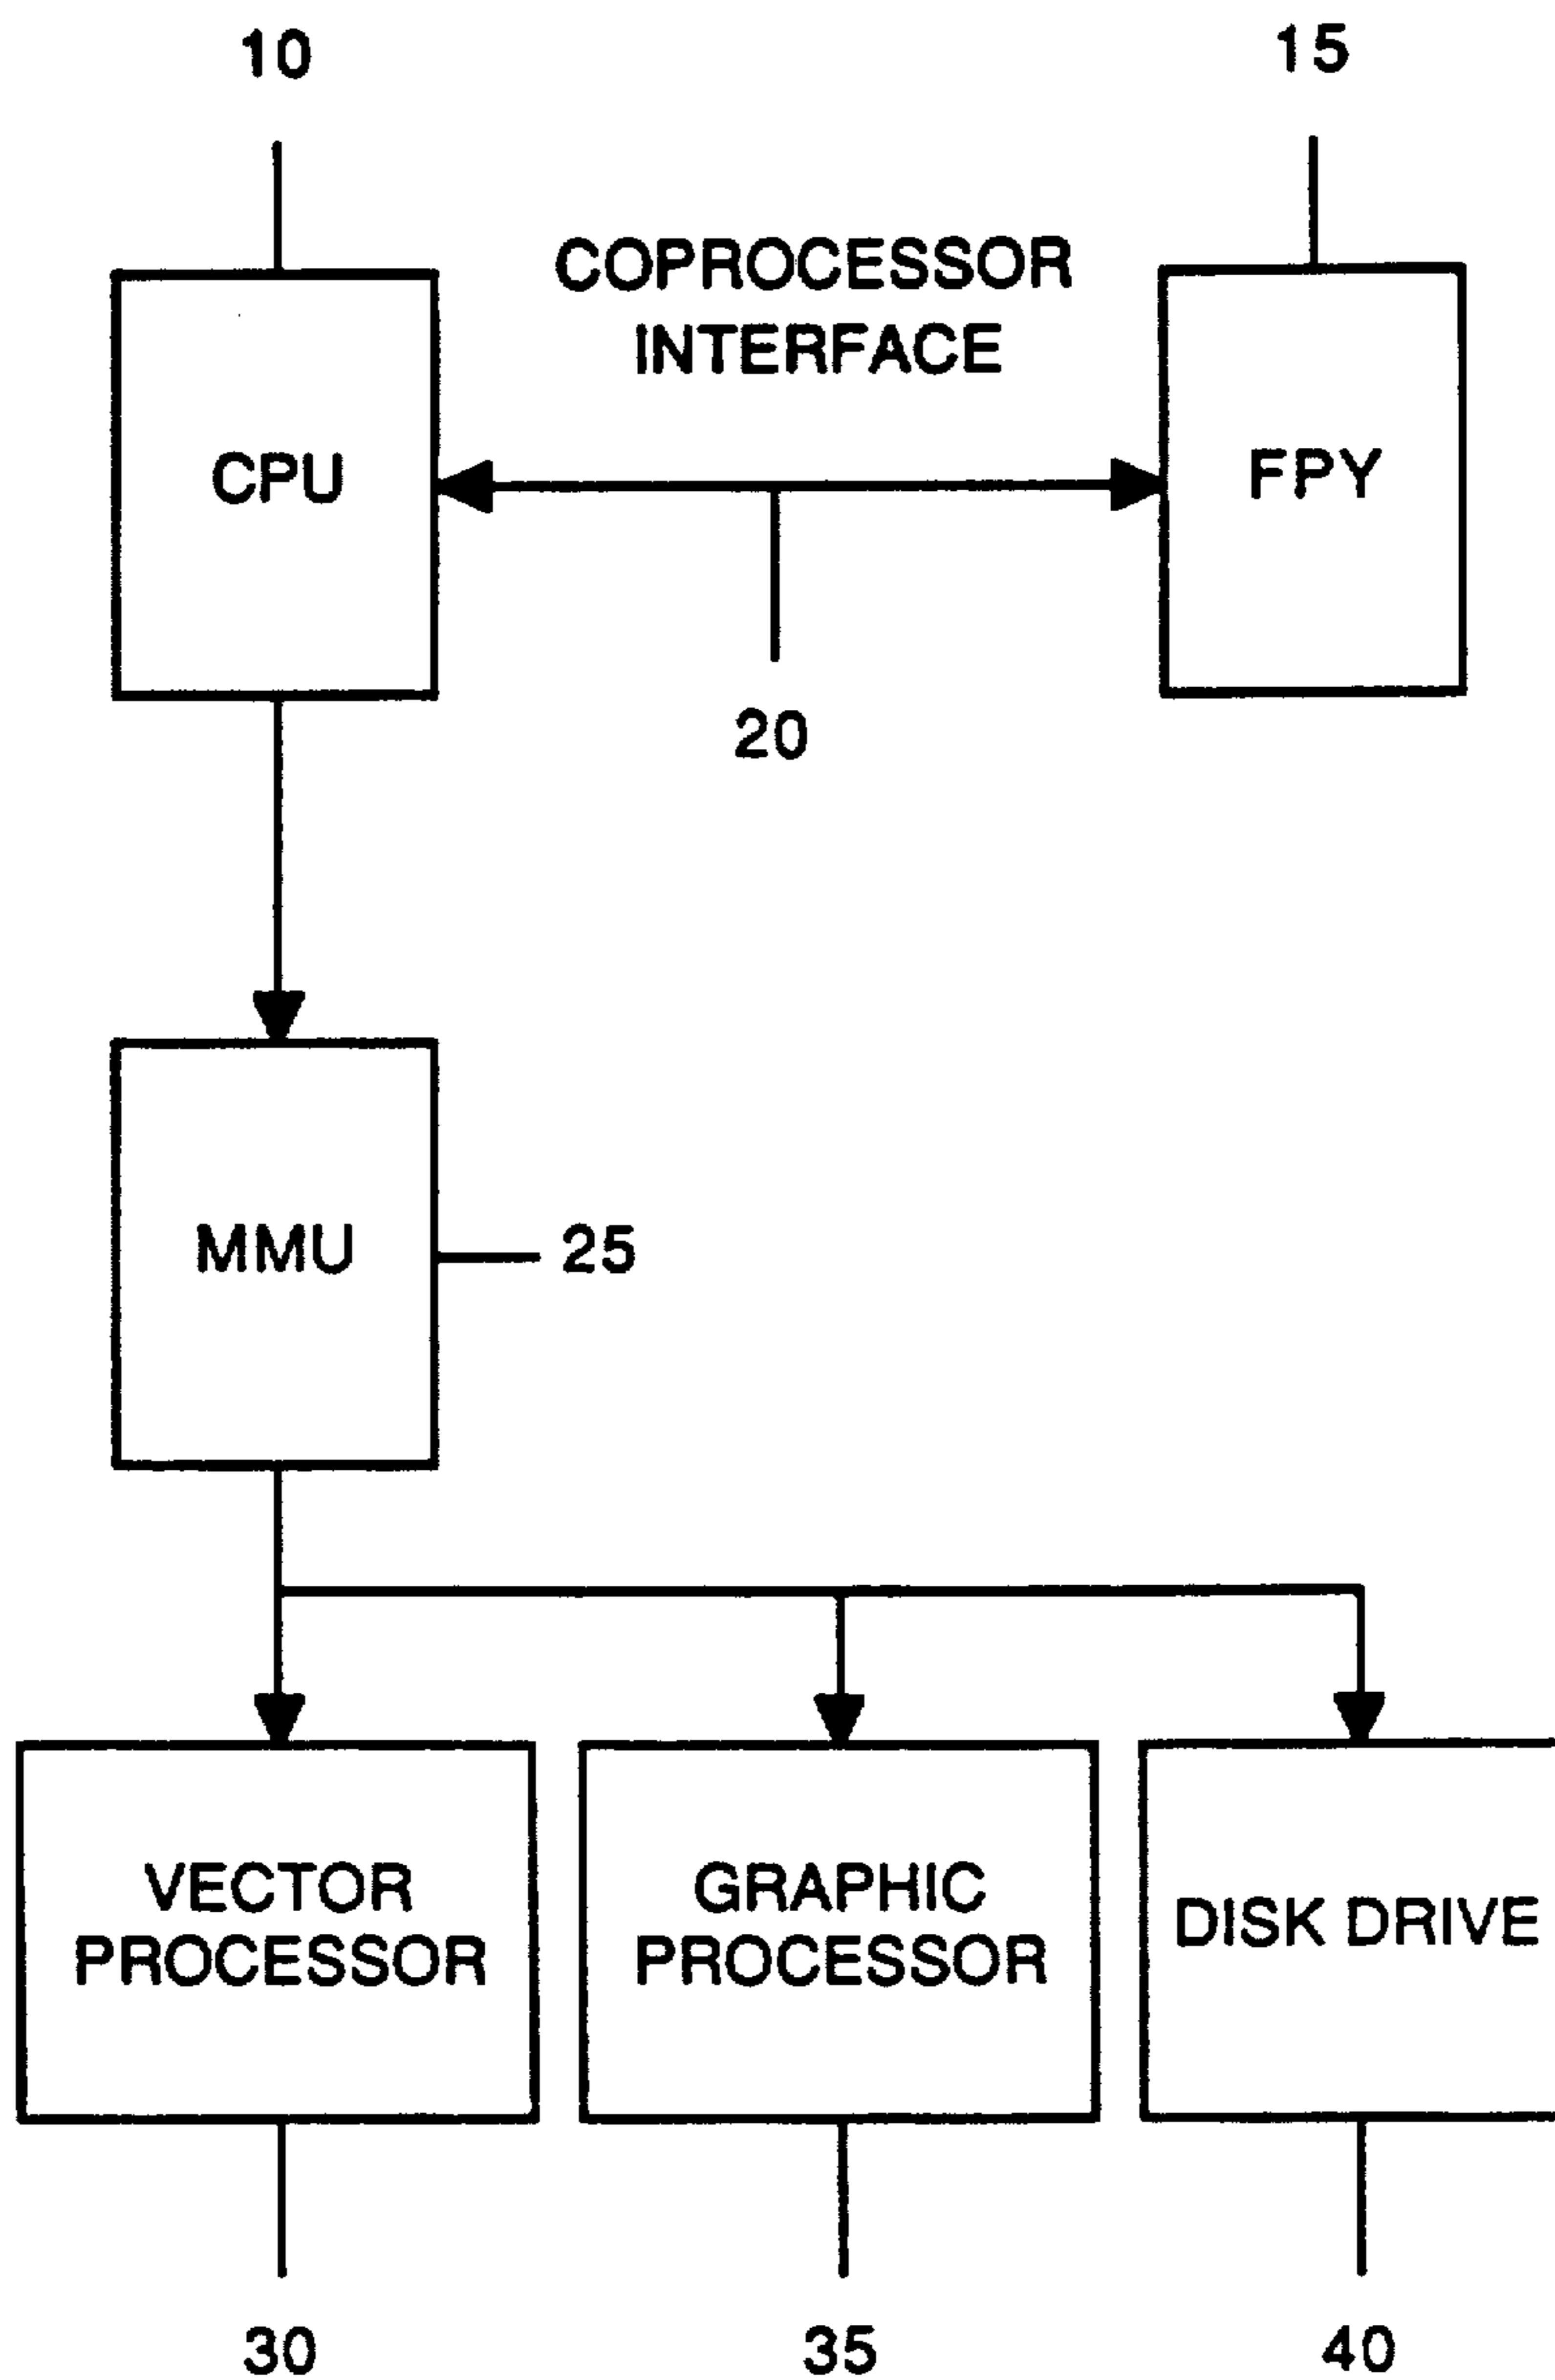 10
15
COPROCESSOR
INTERFACE
CPU
FPY
20
MMU
25
VECTOR
PROCESSOR
GRAPHIC
PROCESSOR
DISK DRIVE
30
35
40